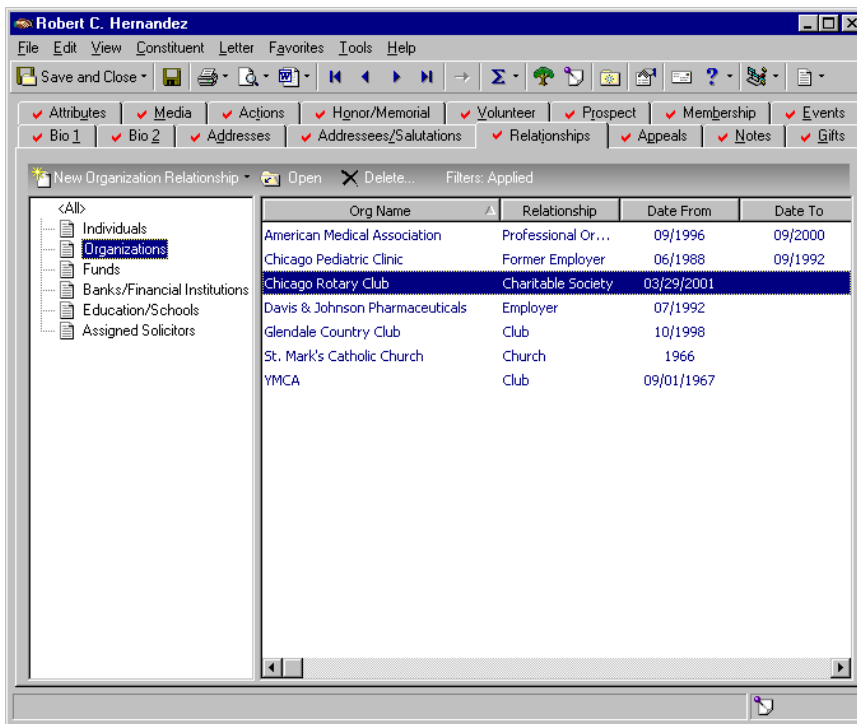 Robert C. Hernandez
File Edit View Constituent Letter Favorites Tools Help
Save and Close
Attributes Media Actions Honor/Memorial Volunteer Prospect Membership Events
Bio 1 Bio 2 Addresses Addressees/Salutations Relationships Appeals Notes Gifts
New Organization Relationship Open Delete... Filters: Applied
<All>
Individuals
Organizations
Funds
Banks/Financial Institutions
Education/Schools
Assigned Solicitors
Org Name Relationship Date From Date To
American Medical Association Professional Or... 09/1996 09/2000
Chicago Pediatric Clinic Former Employer 06/1988 09/1992
Chicago Rotary Club Charitable Society 03/29/2001
Davis & Johnson Pharmaceuticals Employer 07/1992
Glendale Country Club Club 10/1998
St. Mark's Catholic Church Church 1966
YMCA Club 09/01/1967